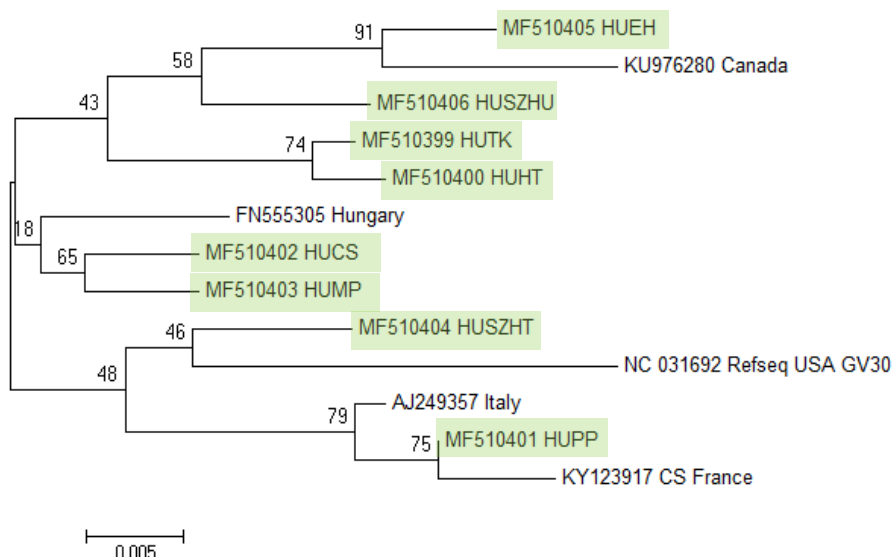 MF510405 HUEH
91
KU976280 Canada
58
MF510406 HUSZHU
43
MF510399 HUTK
74
MF510400 HUHT
FN555305 Hungary
18
MF510402 HUCS
65
MF510403 HUMP
MF510404 HUSZHT
46
NC 031692 Refseq USA GV30
48
AJ249357 Italy
79
MF510401 HUPP
75
KY123917 CS France
0.005